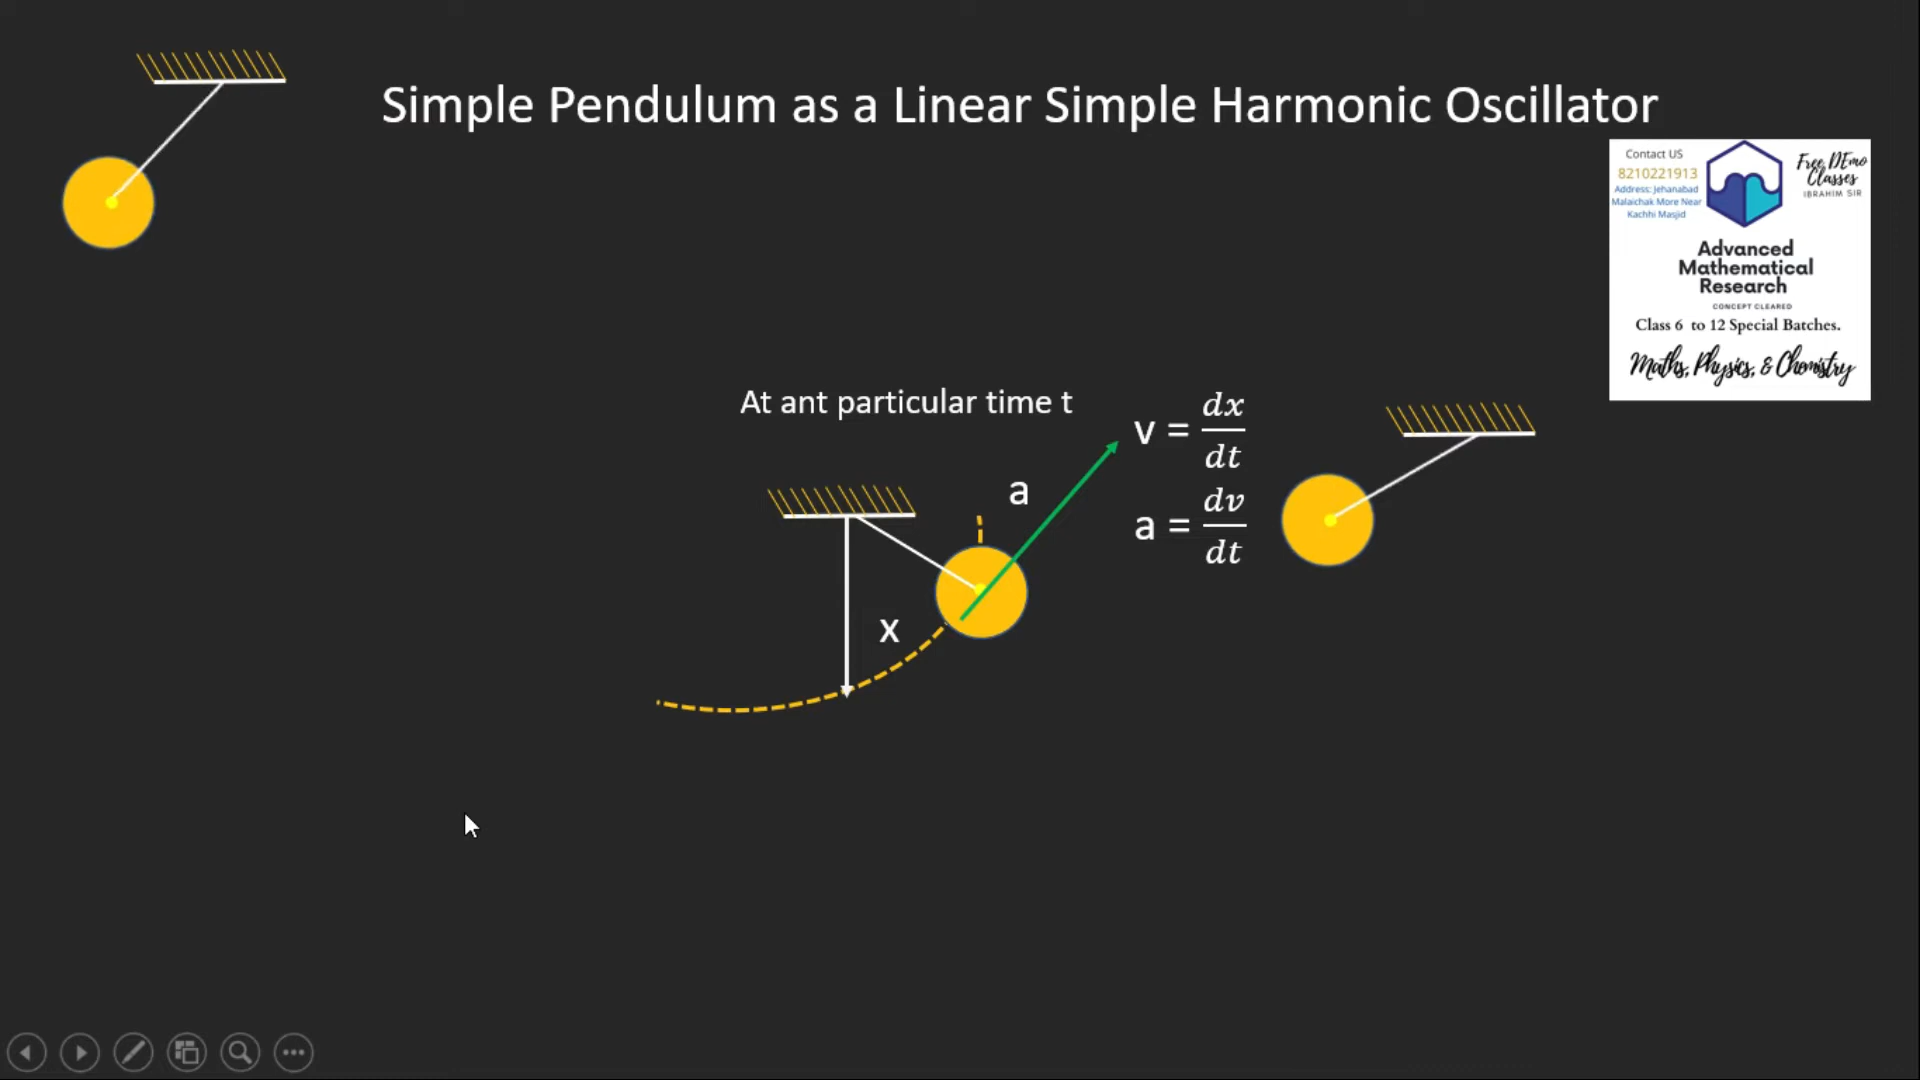 Simple Pendulum as a Linear Simple Harmonic Oscillator
Contact US
8210221913
Address: Jehanabad
Malaichak More Near
Kachhi Masjid
Free DEmo
Classes
IBRAHIM SIR
Advanced
Mathematical
Research
CONCEPT CLEARED
Class 6 to 12 Special Batches.
Maths, Physics, & Chemistry
At ant particular time t
v = dx/dt
a
a = dv/dt
x